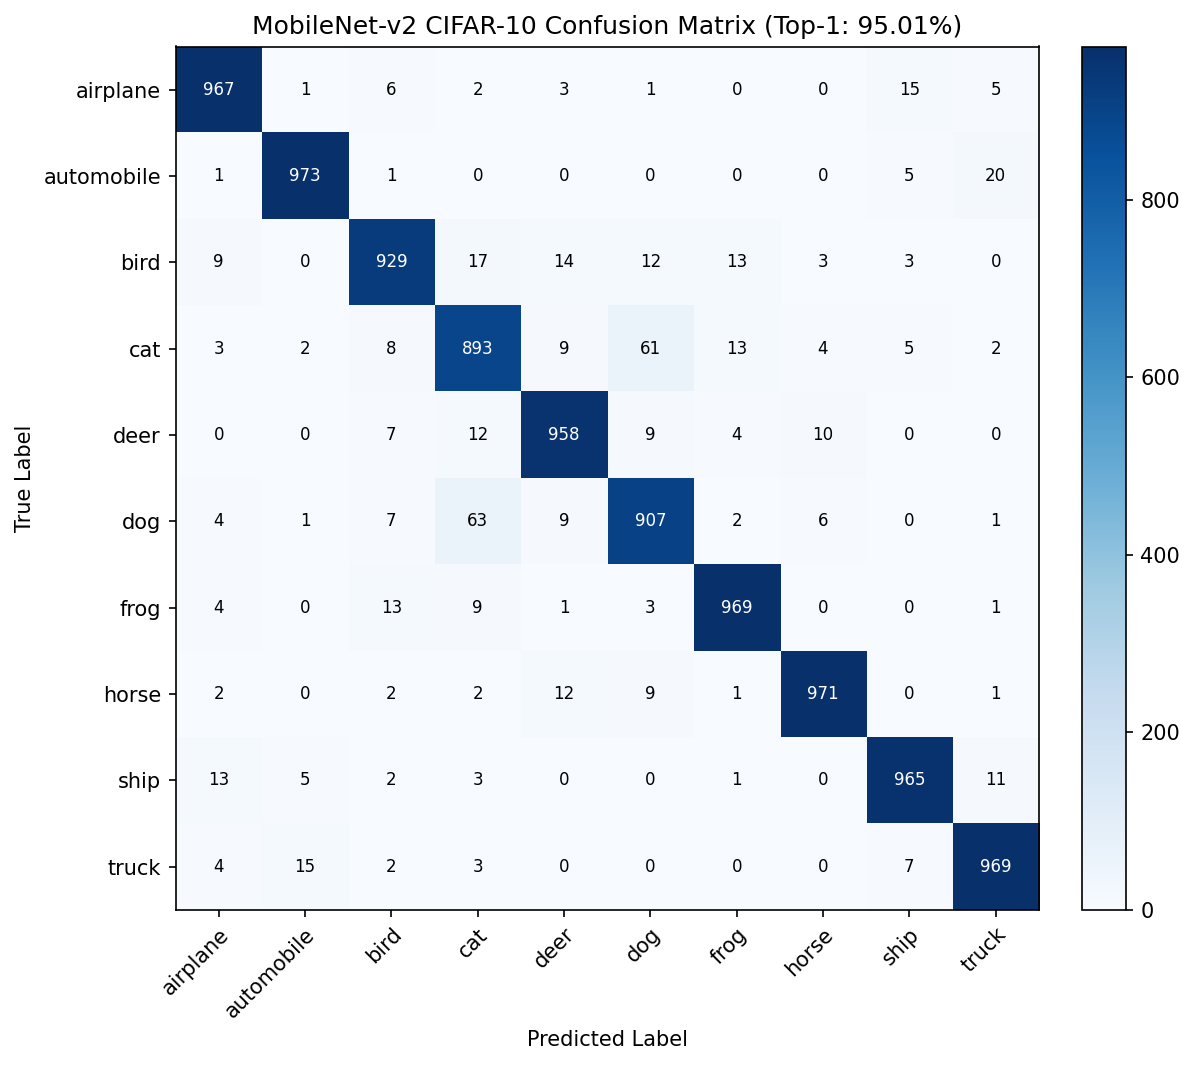 MobileNet-v2 CIFAR-10 Confusion Matrix (Top-1: 95.01%)
airplane 967 1 6 2 3 1 0 0 15 5
automobile 1 973 1 0 0 0 0 0 5 20
bird 9 0 929 17 14 12 13 3 3 0
cat 3 2 8 893 9 61 13 4 5 2
deer 0 0 7 12 958 9 4 10 0 0
dog 4 1 7 63 9 907 2 6 0 1
frog 4 0 13 9 1 3 969 0 0 1
horse 2 0 2 2 12 9 1 971 0 1
ship 13 5 2 3 0 0 1 0 965 11
truck 4 15 2 3 0 0 0 0 7 969
airplane automobile bird cat deer dog frog horse ship truck
Predicted Label
True Label
800
600
400
200
0